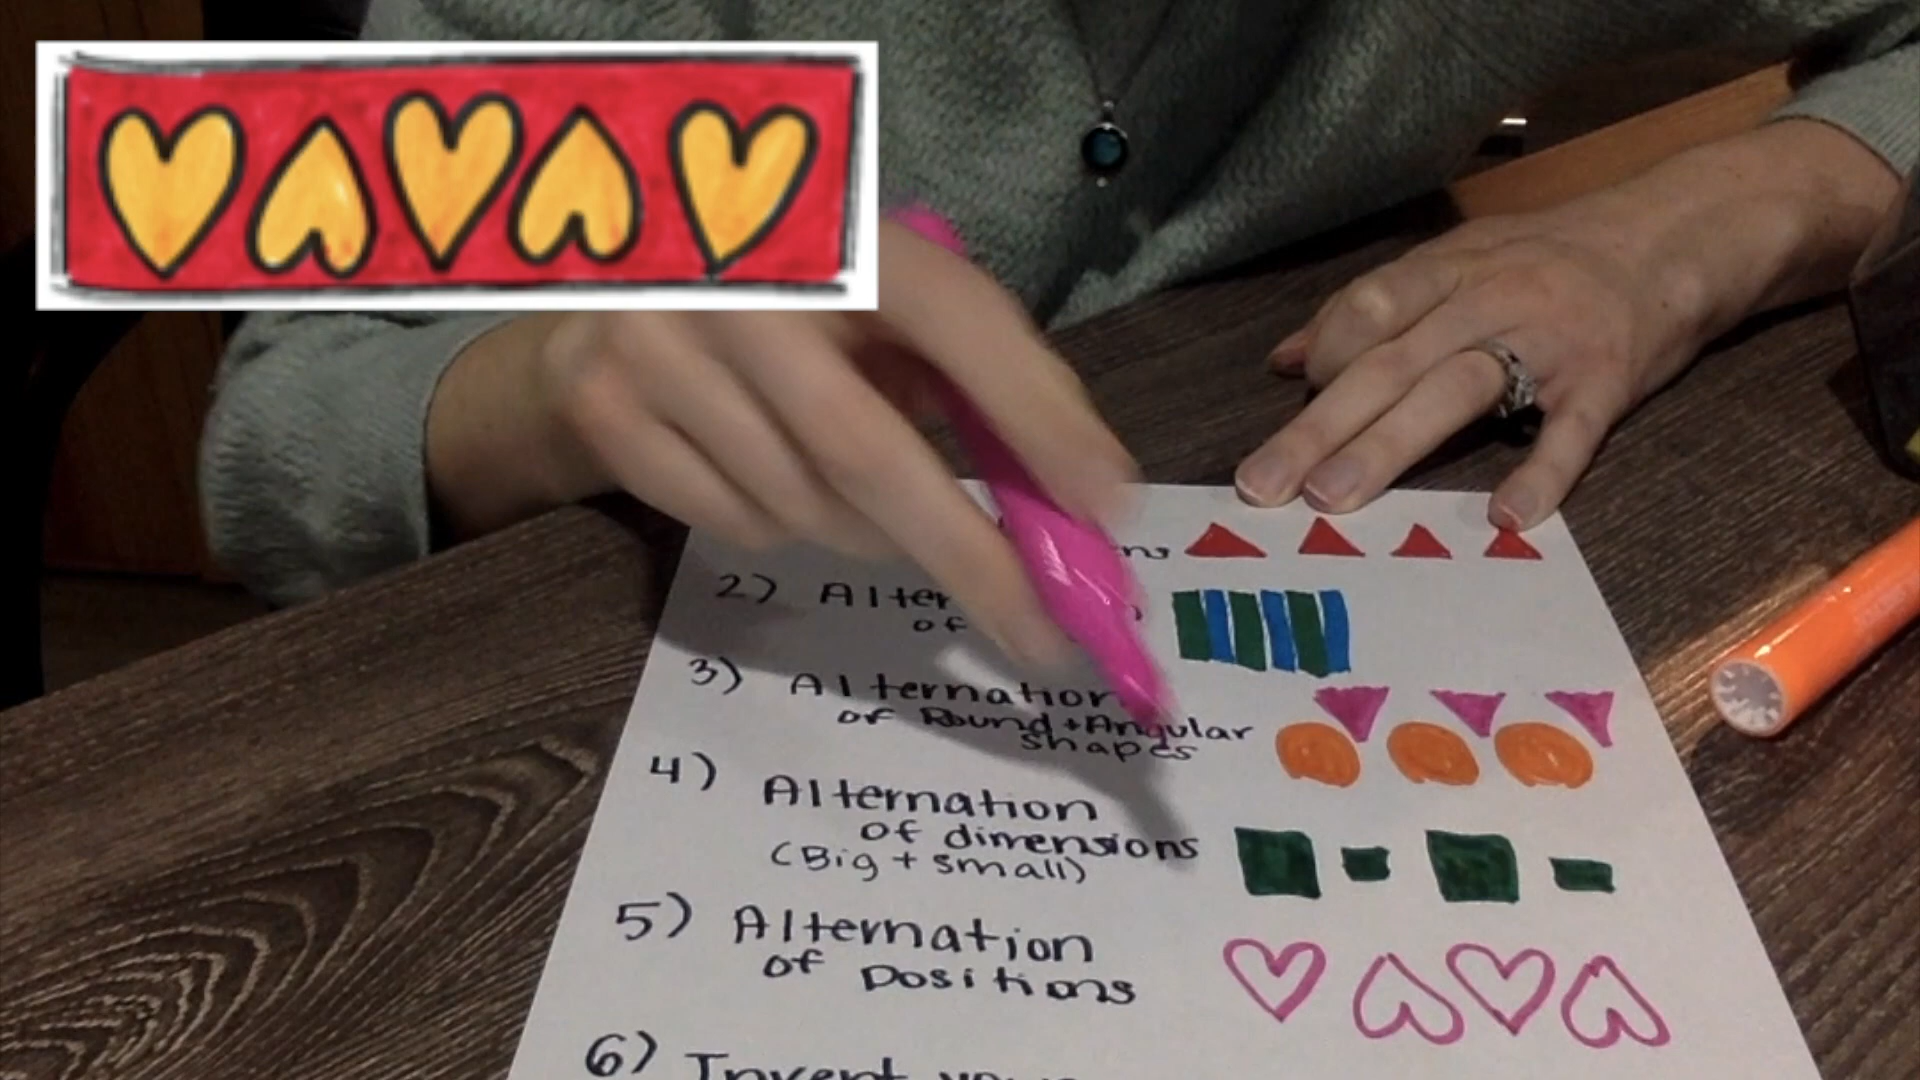 2) Alter
of
3) Alternation
of Round + Angular
shapes
4) Alternation
of dimensions
(Big + small)
5) Alternation
of Positions
6) Invent